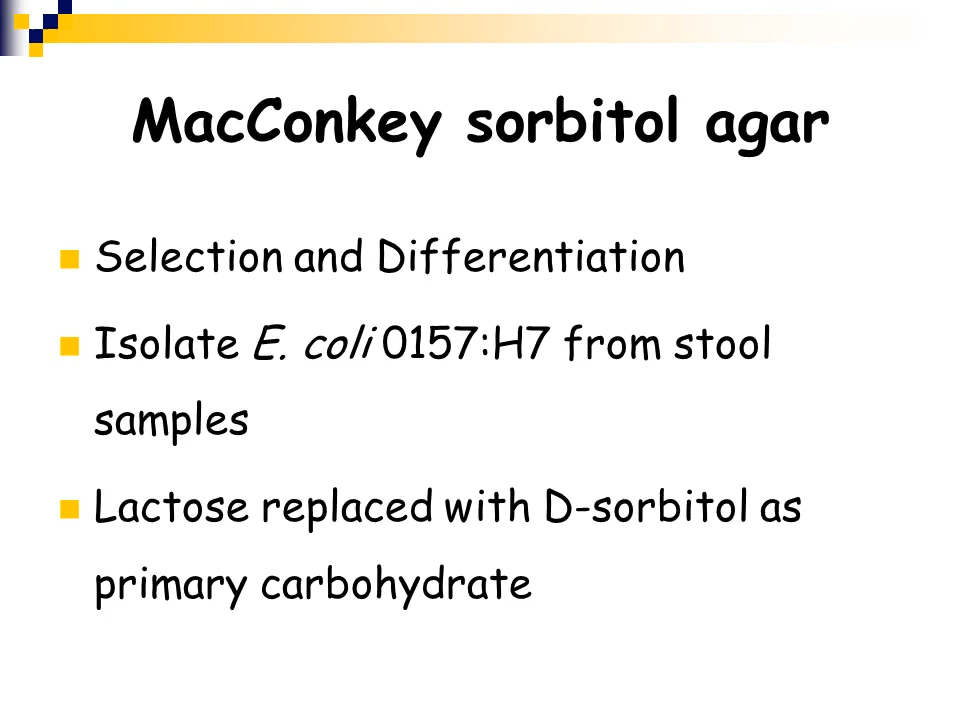 MacConkey sorbitol agar
Selection and Differentiation
Isolate E. coli 0157:H7 from stool
samples
Lactose replaced with D-sorbitol as
primary carbohydrate